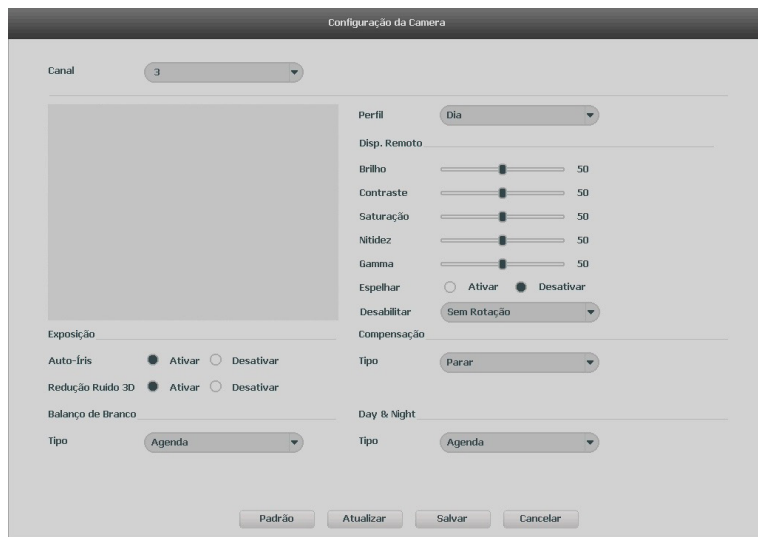 Configuração da Camera
Canal 3
Perfil Dia
Disp. Remoto
Brilho 50
Contraste 50
Saturação 50
Nitidez 50
Gamma 50
Espelhar Ativar Desativar
Desabilitar Sem Rotação
Exposição
Auto-Íris Ativar Desativar
Redução Ruído 3D Ativar Desativar
Compensação
Tipo Parar
Balanço de Branco
Tipo Agenda
Day & Night
Tipo Agenda
Padrão Atualizar Salvar Cancelar